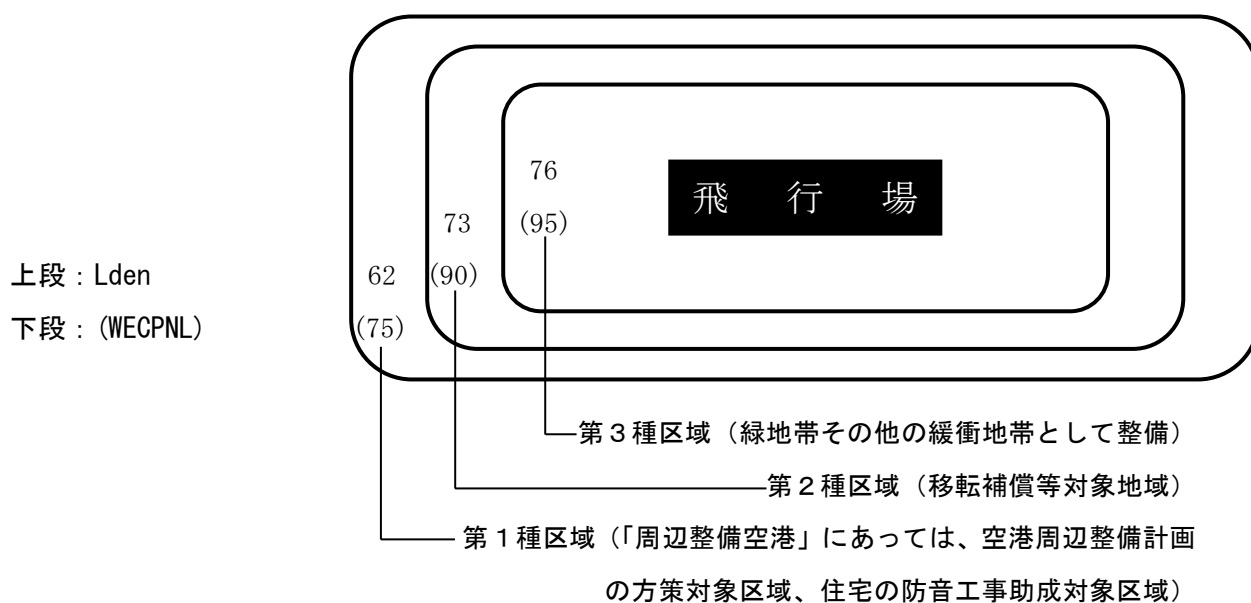 76
飛 行 場
73
(95)
上段：Lden
62
(90)
下段：(WECPNL)
(75)
第３種区域（緑地帯その他の緩衝地帯として整備）
第２種区域（移転補償等対象地域）
第１種区域（「周辺整備空港」にあっては、空港周辺整備計画
の方策対象区域、住宅の防音工事助成対象区域）